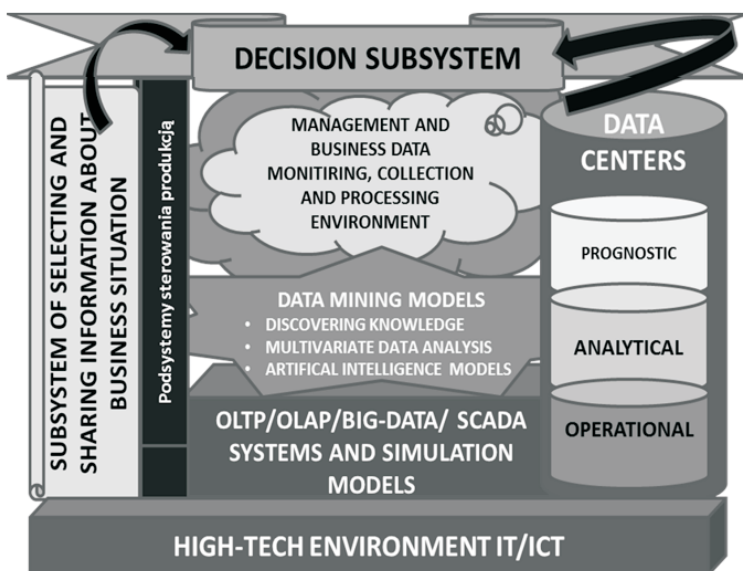 DECISION SUBSYSTEM
SUBSYSTEM OF SELECTING AND
SHARING INFORMATION ABOUT
BUSINESS SITUATION
Podsystemy sterowania produkcją
MANAGEMENT AND
BUSINESS DATA
MONITIRING, COLLECTION
AND PROCESSING
ENVIRONMENT
DATA MINING MODELS
• DISCOVERING KNOWLEDGE
• MULTIVARIATE DATA ANALYSIS
• ARTIFICAL INTELLIGENCE MODELS
OLTP/OLAP/BIG-DATA/ SCADA
SYSTEMS AND SIMULATION
MODELS
DATA
CENTERS
PROGNOSTIC
ANALYTICAL
OPERATIONAL
HIGH-TECH ENVIRONMENT IT/ICT